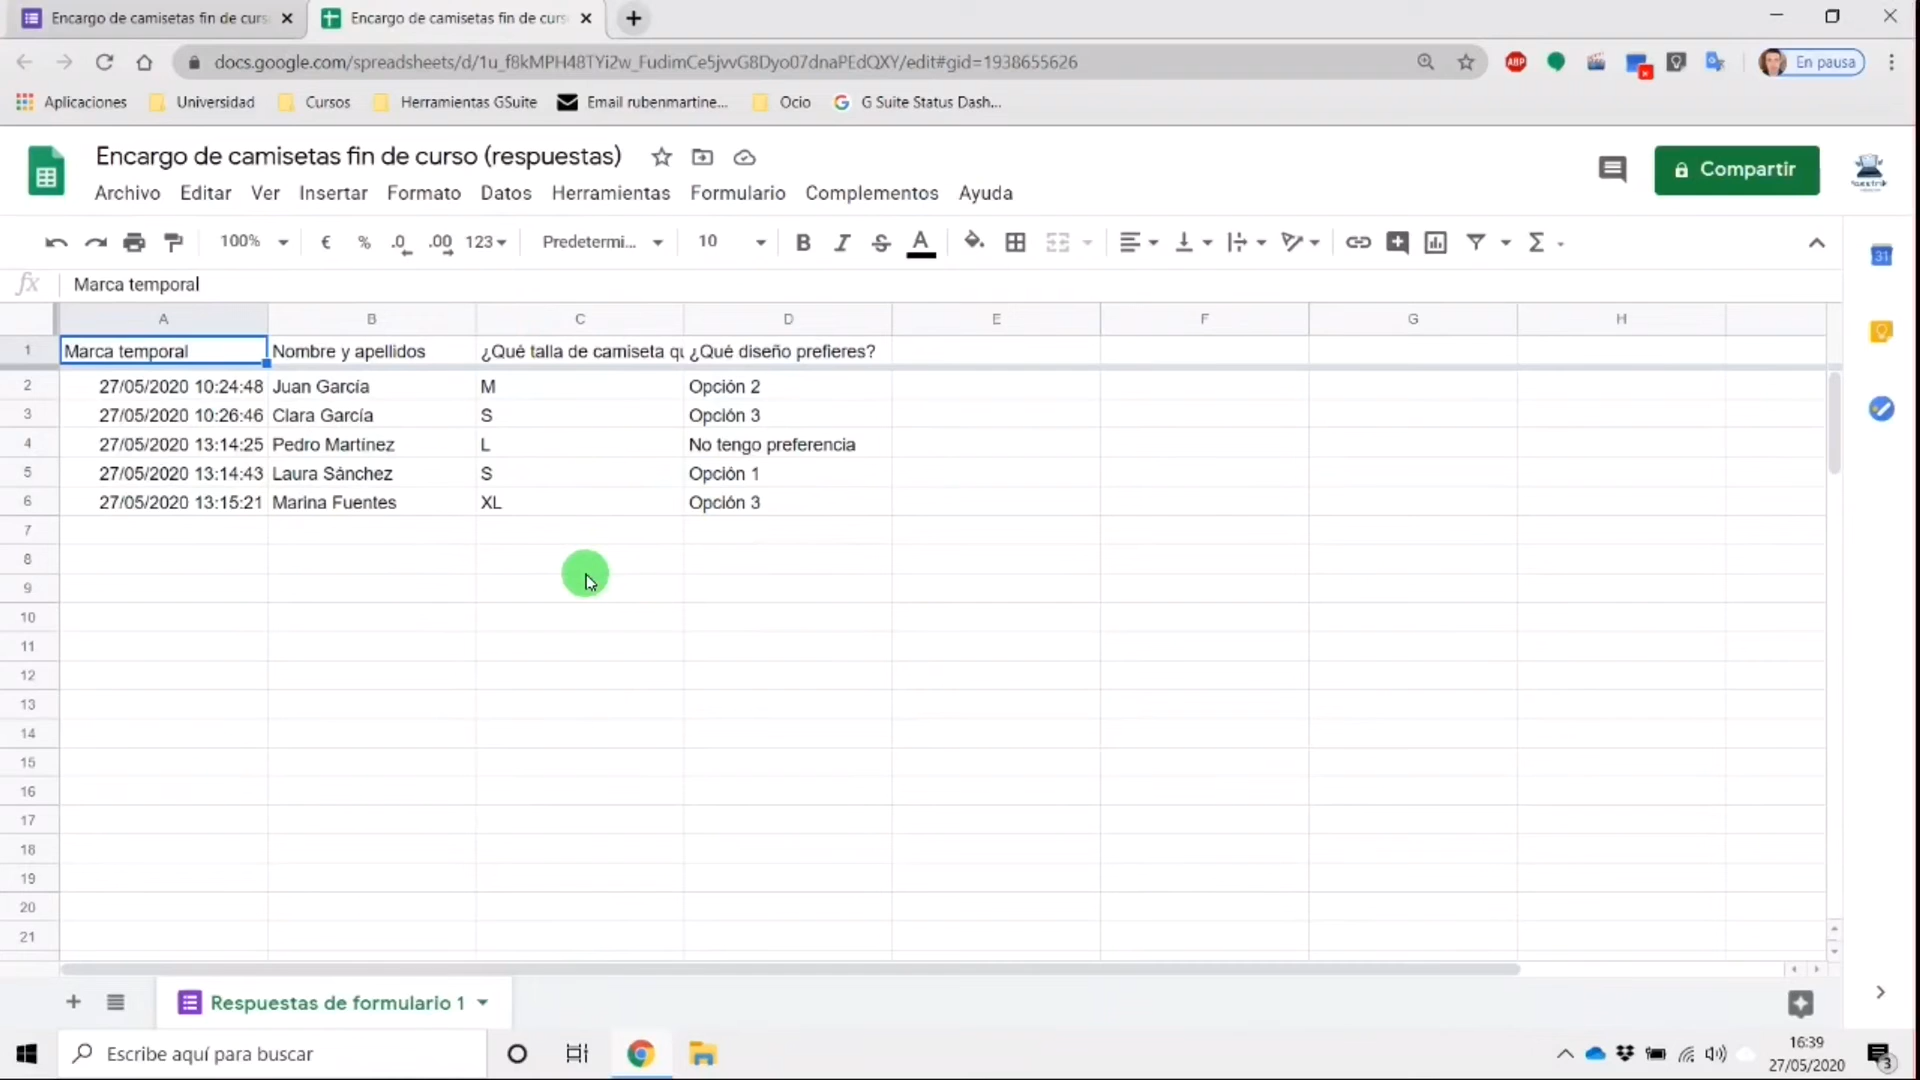 Encargo de camisetas fin de curs
Encargo de camisetas fin de curs
docs.google.com/spreadsheets/d/1u_f8kMPH48TYi2w_FudimCe5jvvG8Dyo07dnaPEdQXY/edit#gid=1938655626
ABP
En pausa
Aplicaciones
Universidad
Cursos
Herramientas GSuite
Email rubenmartine...
Ocio
G Suite Status Dash...
Encargo de camisetas fin de curso (respuestas)
Compartir
Archivo Editar Ver Insertar Formato Datos Herramientas Formulario Complementos Ayuda
100% € % .0 .00 123 Predetermi... 10 B I S A Σ
31
fx Marca temporal
A B C D E F G H
1 Marca temporal Nombre y apellidos ¿Qué talla de camiseta qu ¿Qué diseño prefieres?
2 27/05/2020 10:24:48 Juan García M Opción 2
3 27/05/2020 10:26:46 Clara García S Opción 3
4 27/05/2020 13:14:25 Pedro Martínez L No tengo preferencia
5 27/05/2020 13:14:43 Laura Sánchez S Opción 1
6 27/05/2020 13:15:21 Marina Fuentes XL Opción 3
7
8
9
10
11
12
13
14
15
16
17
18
19
20
21
Respuestas de formulario 1
Escribe aquí para buscar
16:39
27/05/2020
3